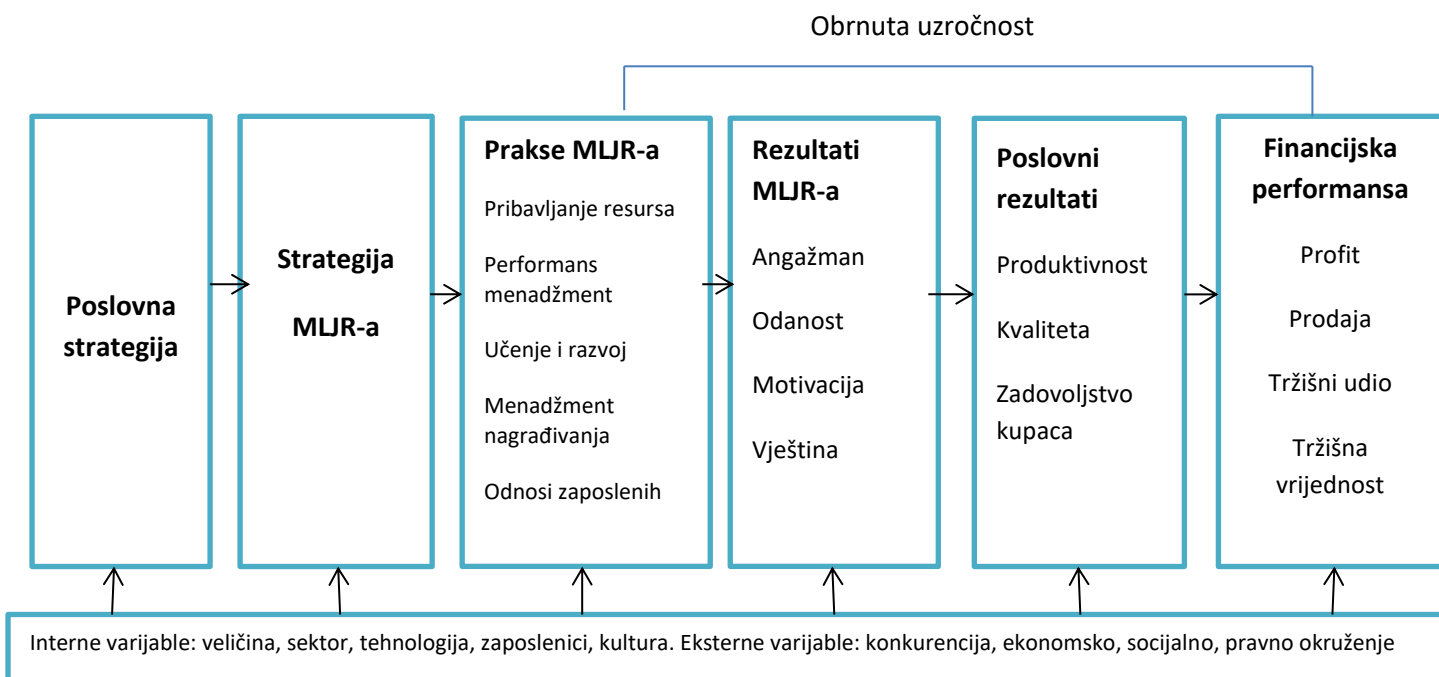 Obrnuta uzročnost
Poslovna
strategija
Strategija
MLJR-a
Prakse MLJR-a
Pribavljanje resursa
Performans
menadžment
Učenje i razvoj
Menadžment
nagrađivanja
Odnosi zaposlenih
Rezultati
MLJR-a
Angažman
Odanost
Motivacija
Vještina
Poslovni
rezultati
Produktivnost
Kvaliteta
Zadovoljstvo
kupaca
Financijska
performansa
Profit
Prodaja
Tržišni udio
Tržišna
vrijednost
Interne varijable: veličina, sektor, tehnologija, zaposlenici, kultura. Eksterne varijable: konkurencija, ekonomsko, socijalno, pravno okruženje